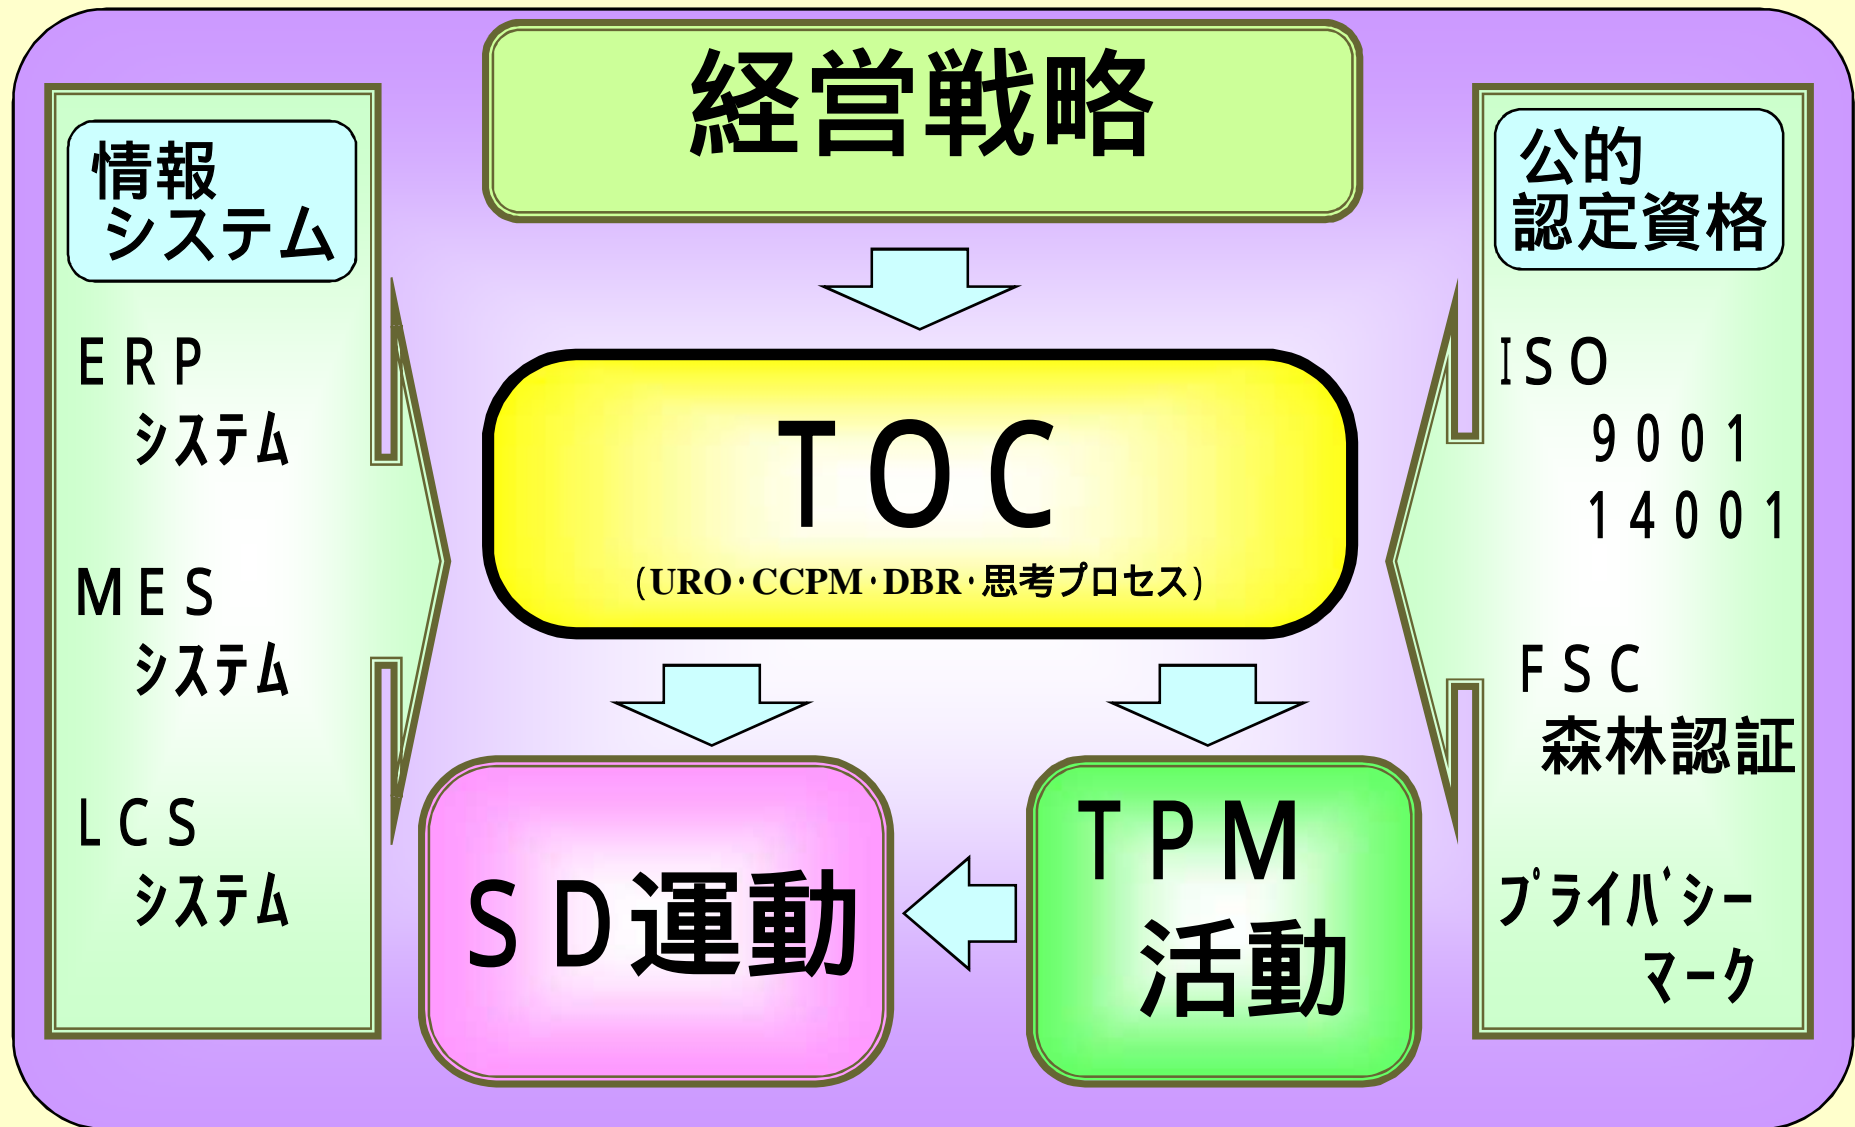 経営戦略
情報
システム
ＥＲＰ
ｼｽﾃﾑ
ＭＥＳ
ｼｽﾃﾑ
ＬＣＳ
ｼｽﾃﾑ
ＴＯＣ
(URO･CCPM･DBR･思考プロセス)
ＳＤ運動
ＴＰＭ
活動
公的
認定資格
ＩＳＯ
９００１
１４００１
ＦＳＣ
森林認証
ﾌﾟﾗｲﾊﾞｼｰ
ﾏｰｸ